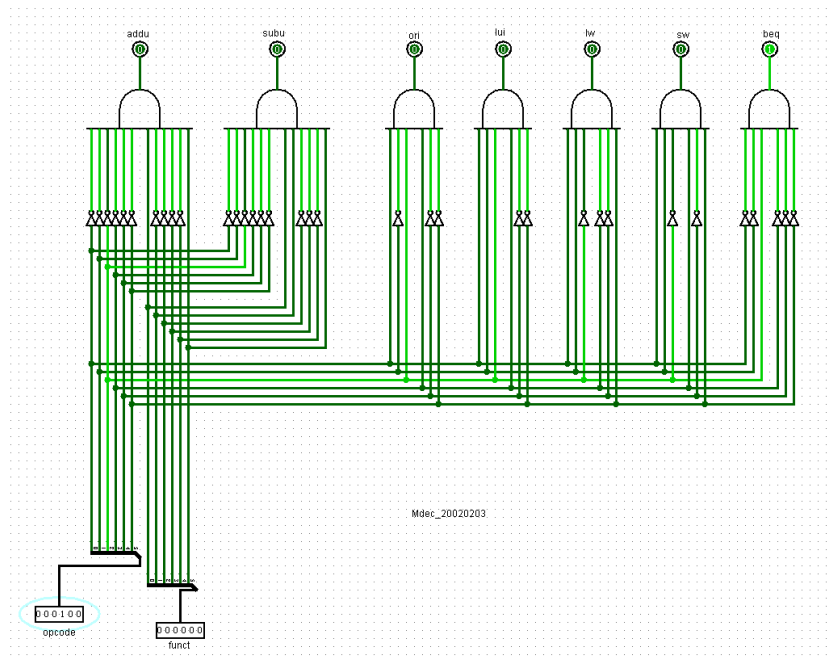 addu subu ori lui lw sw beq
0 0 0 0 0 0 1
Mdec_20020203
000100
opcode
000000
funct